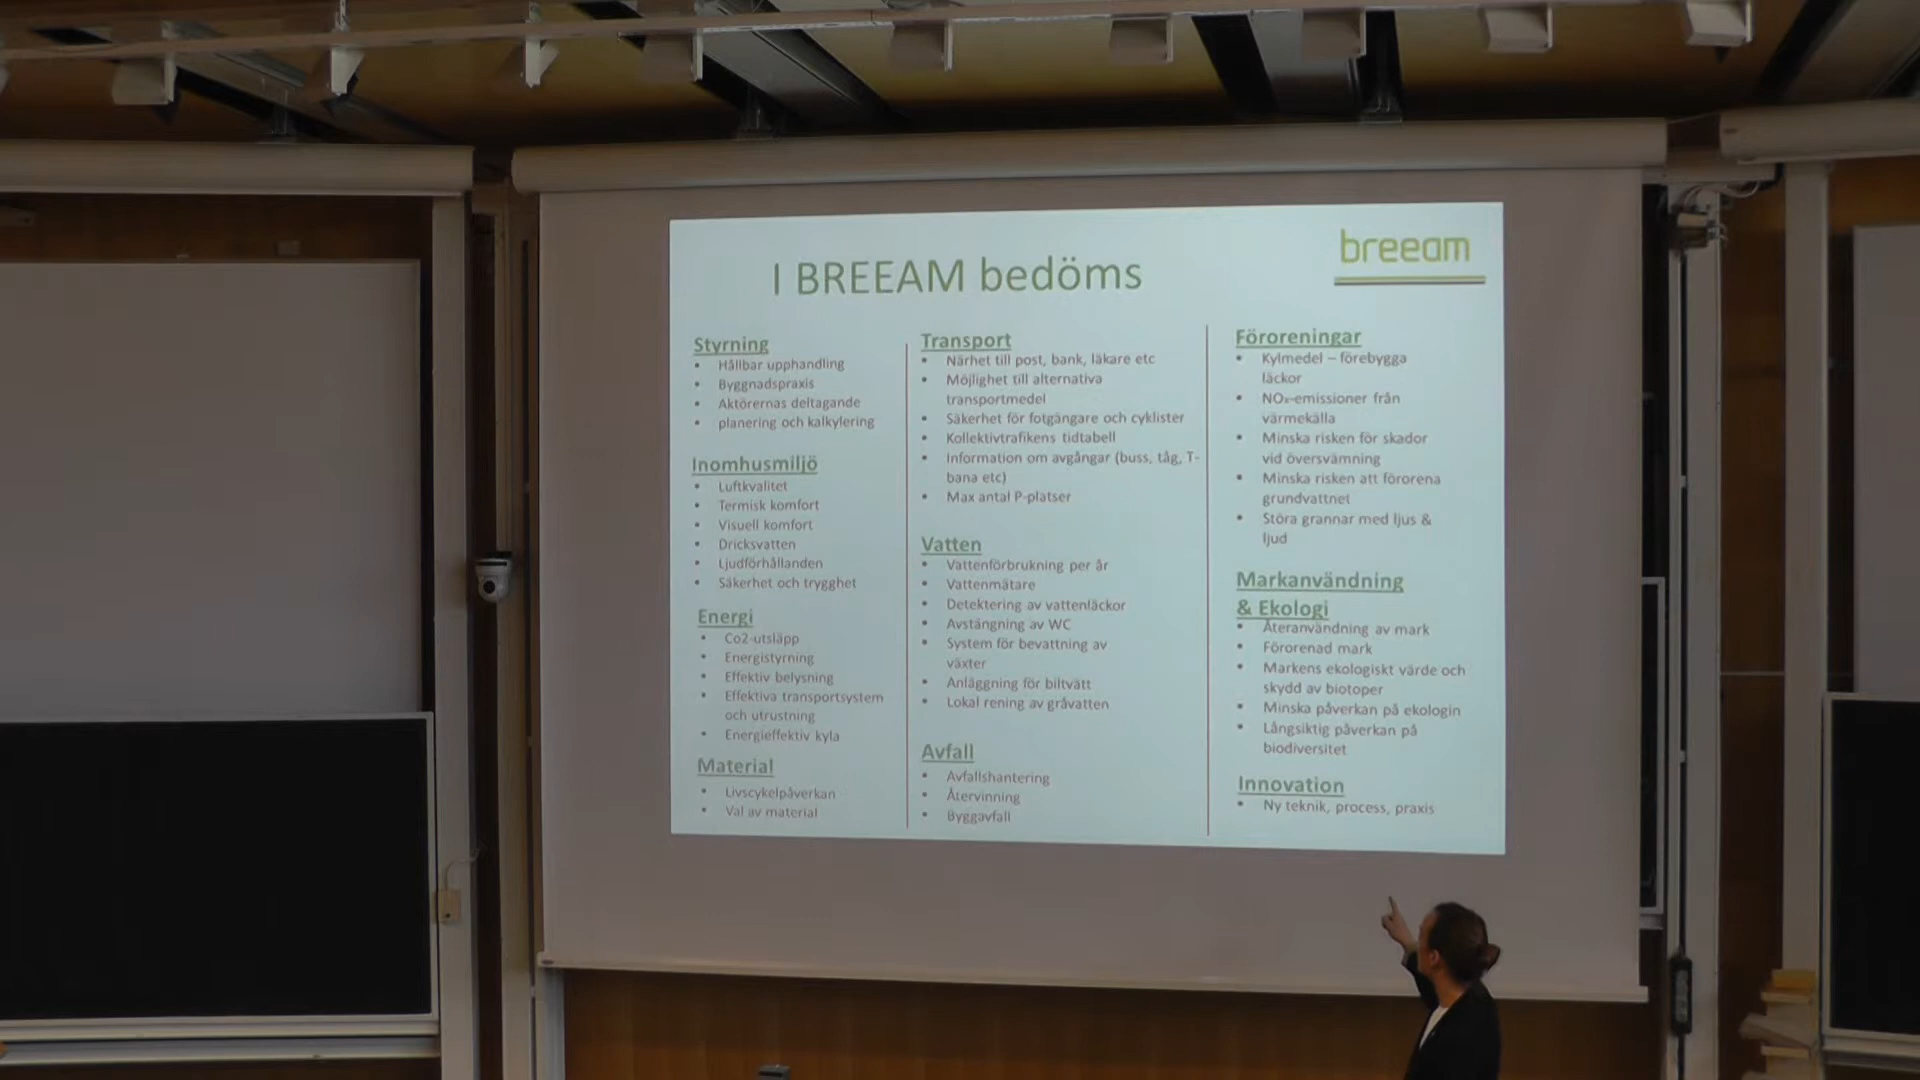 breeam
I BREEAM bedöms
Styrning
• Hållbar upphandling
• Byggnadspraxis
• Aktörernas deltagande
• planering och kalkylering
Inomhusmiljö
• Luftkvalitet
• Termisk komfort
• Visuell komfort
• Dricksvatten
• Ljudförhållanden
• Säkerhet och trygghet
Energi
• Co2-utsläpp
• Energistyrning
• Effektiv belysning
• Effektiva transportsystem
och utrustning
• Energieffektiv kyla
Material
• Livscykelpåverkan
• Val av material
Transport
• Närhet till post, bank, läkare etc
• Möjlighet till alternativa
transportmedel
• Säkerhet för fotgängare och cyklister
• Kollektivtrafikens tidtabell
• Information om avgångar (buss, tåg, T-
bana etc)
• Max antal P-platser
Vatten
• Vattenförbrukning per år
• Vattenmätare
• Detektering av vattenläckor
• Avstängning av WC
• System för bevattning av
växter
• Anläggning för biltvätt
• Lokal rening av gråvatten
Avfall
• Avfallshantering
• Återvinning
• Byggavfall
Föroreningar
• Kylmedel – förebygga
läckor
• NOx-emissioner från
värmekälla
• Minska risken för skador
vid översvämning
• Minska risken att förorena
grundvattnet
• Störa grannar med ljus &
ljud
Markanvändning
& Ekologi
• Återanvändning av mark
• Förorenad mark
• Markens ekologiskt värde och
skydd av biotoper
• Minska påverkan på ekologin
• Långsiktig påverkan på
biodiversitet
Innovation
• Ny teknik, process, praxis